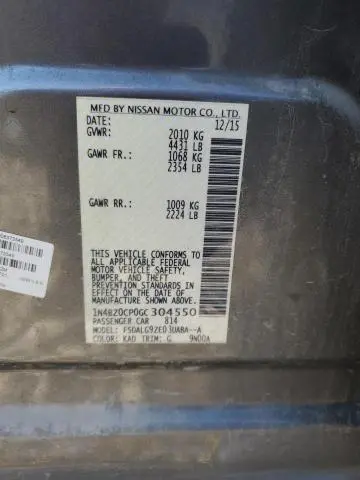 MFD BY NISSAN MOTOR CO., LTD.
DATE: 12/15
GVWR: 2010 KG
4431 LB
GAWR FR: 1068 KG
2354 LB
GAWR RR: 1009 KG
2224 LB
THIS VEHICLE CONFORMS TO ALL
APPLICABLE FEDERAL
MOTOR VEHICLE SAFETY,
BUMPER, AND THEFT
PREVENTION STANDARDS
IN EFFECT ON THE DATE OF
MANUFACTURE SHOWN ABOVE.
1N4BZ0CP0GC 304550
PASSENGER CAR 814
MODEL: FSDALG9ZE03UABA--A
COLOR: KAD TRIM: G 9N00A